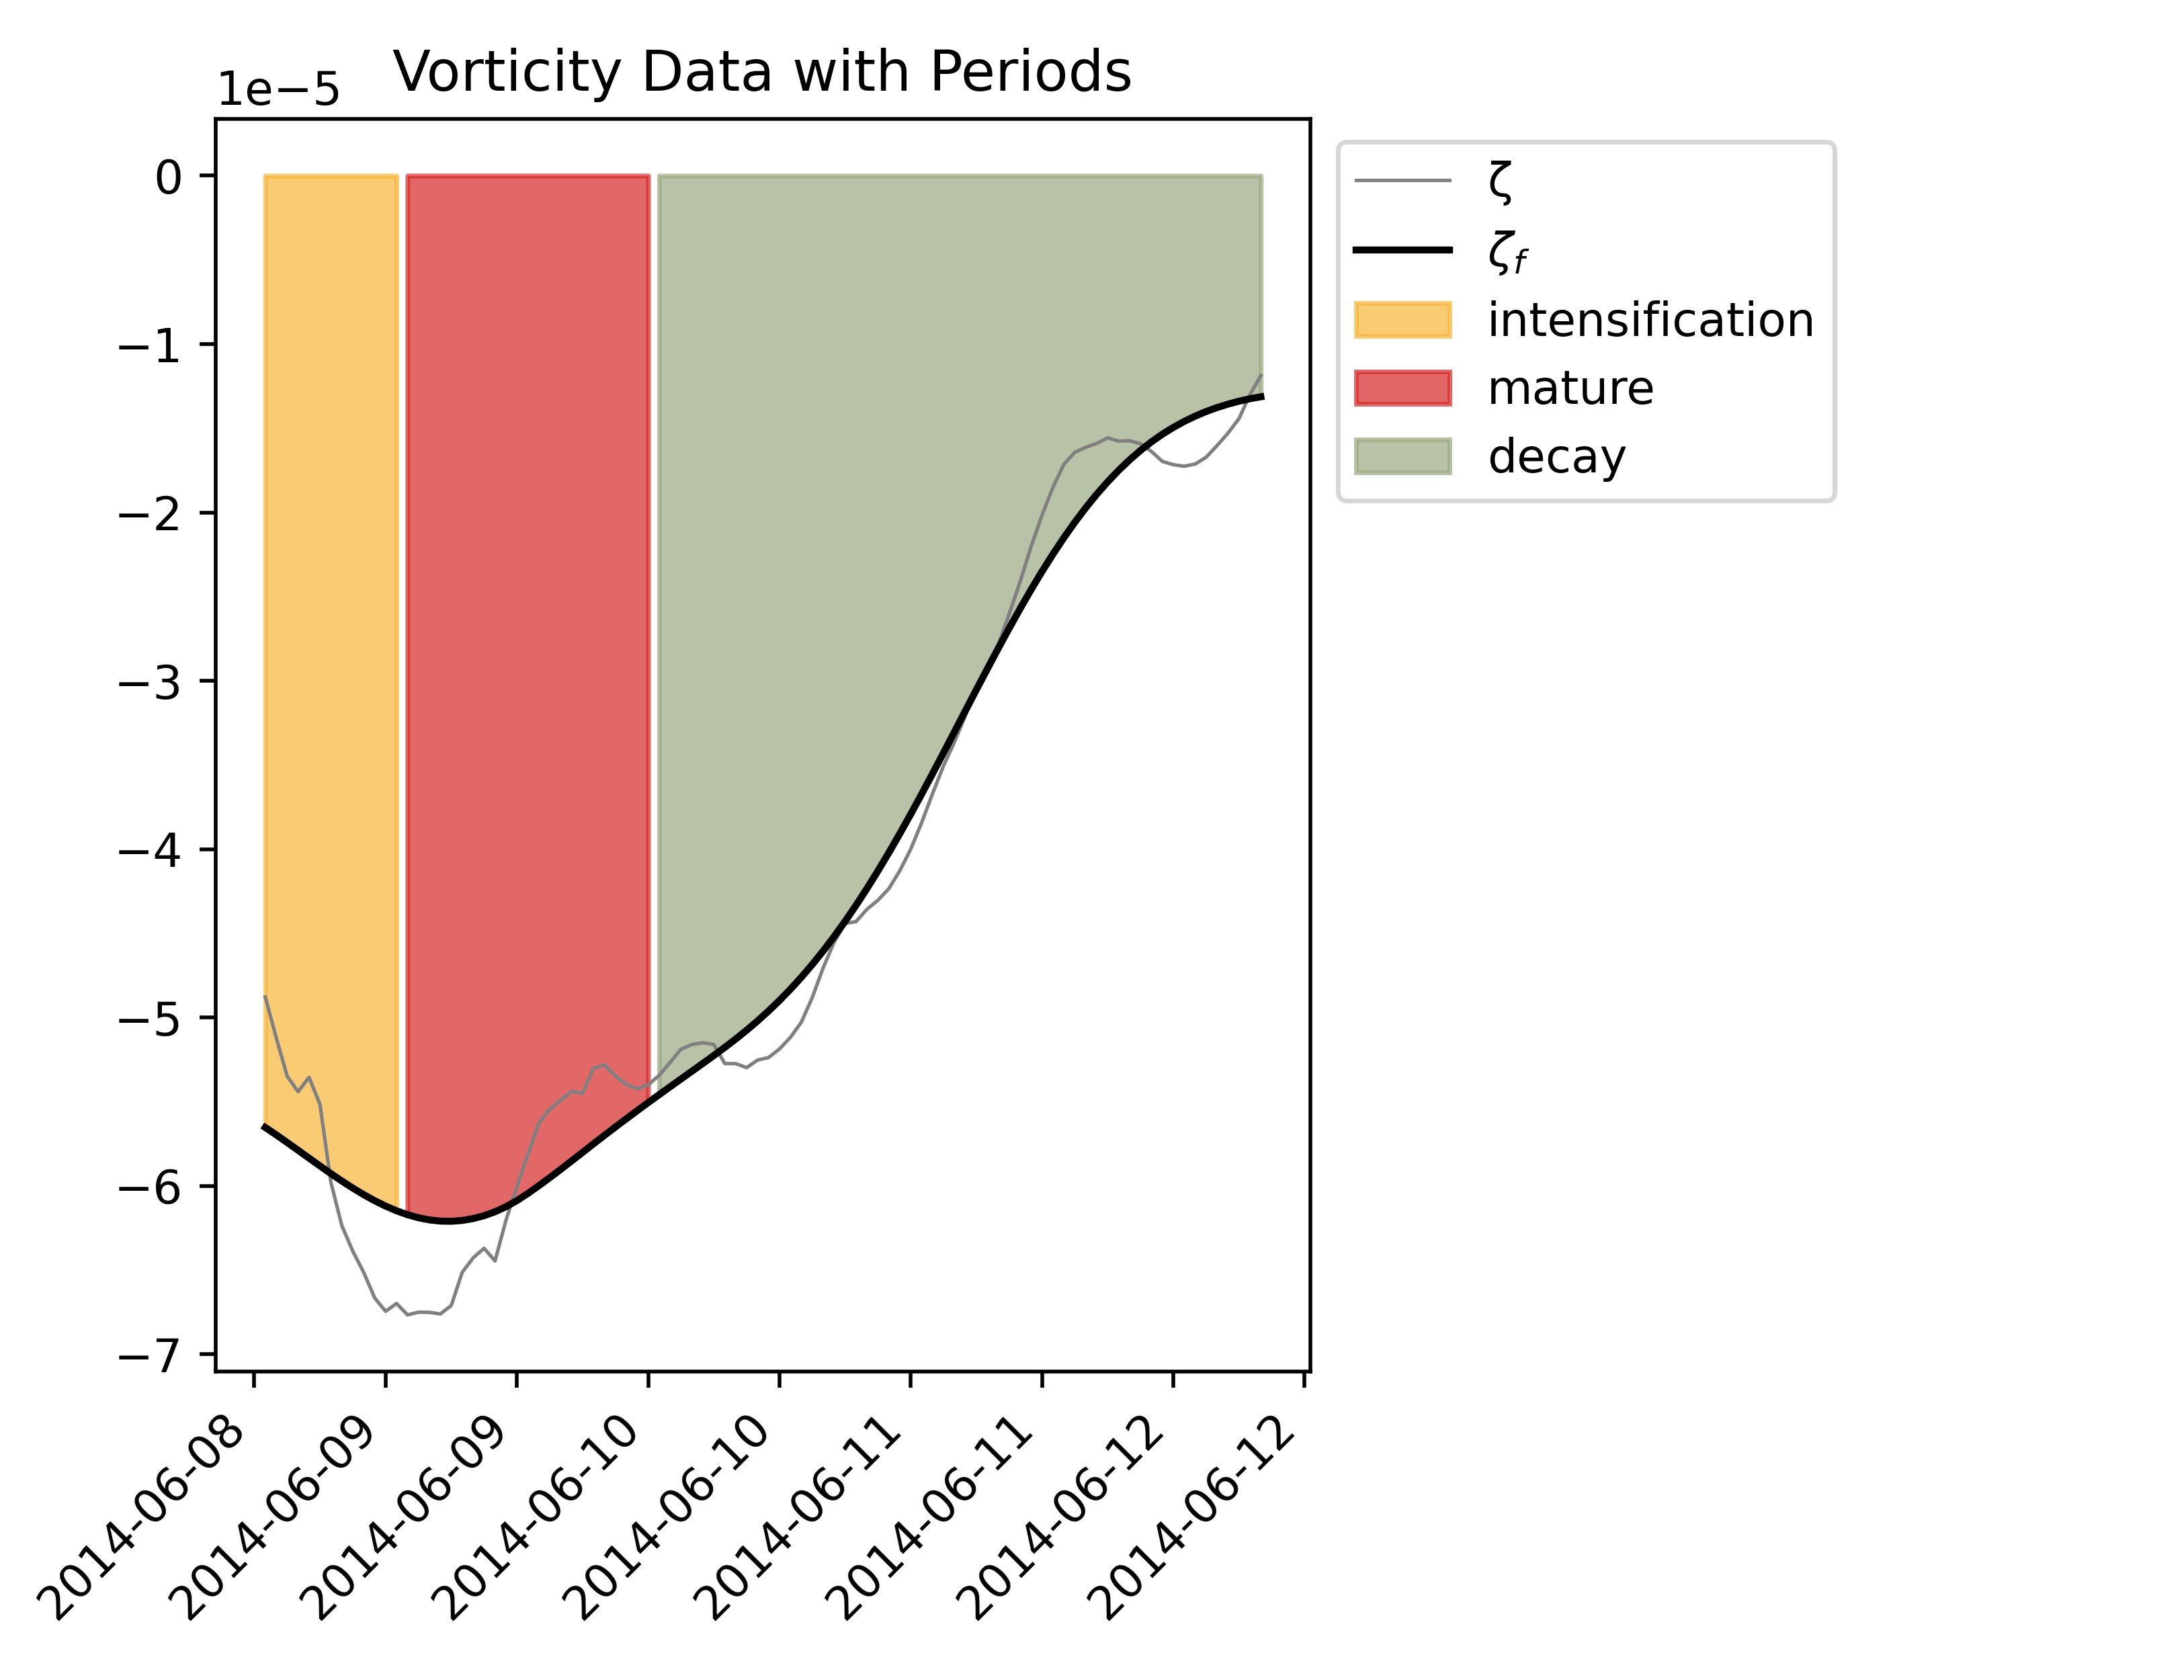 Vorticity Data with Periods
1e−5
0
−1
−2
−3
−4
−5
−6
−7
2014-06-08
2014-06-09
2014-06-09
2014-06-10
2014-06-10
2014-06-11
2014-06-11
2014-06-12
2014-06-12
ζ
ζf
intensification
mature
decay